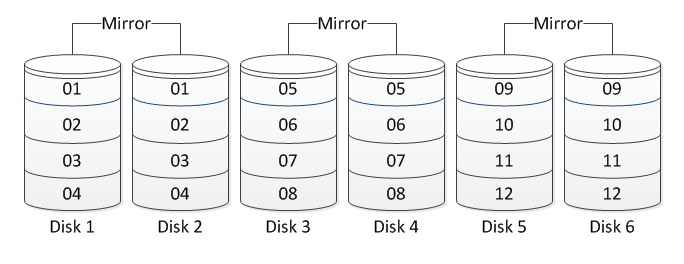 Mirror Mirror Mirror
01 01 05 05 09 09
02 02 06 06 10 10
03 03 07 07 11 11
04 04 08 08 12 12
Disk 1 Disk 2 Disk 3 Disk 4 Disk 5 Disk 6